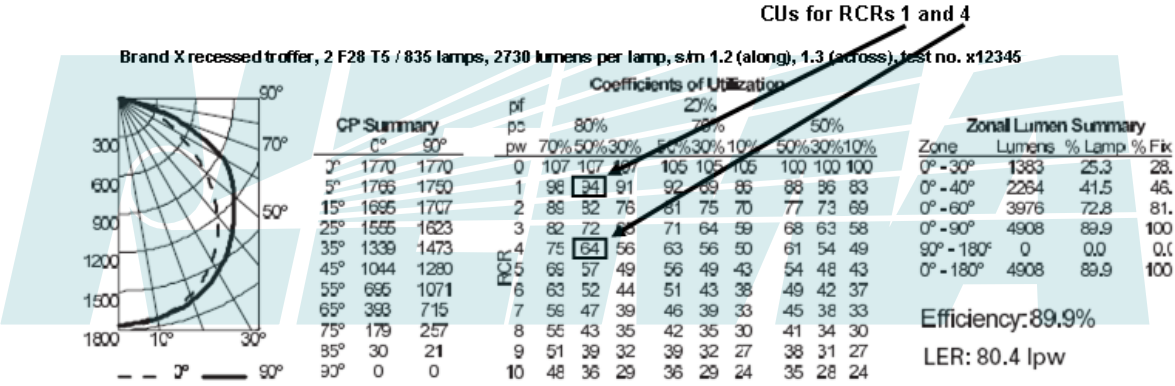 CUs for RCRs 1 and 4
Brand X recessed troffer, 2 F28 T5 / 835 lamps, 2730 lumens per lamp, s/m 1.2 (along), 1.3 (across), test no. x12345
90° 90°
70°
50°
300
600
900
1200
1500
1800 10° 30°
0° 90°
CP Summary
0° 90°
0° 1770 1770
5° 1766 1750
15° 1695 1707
25° 1555 1623
35° 1339 1473
45° 1044 1280
55° 695 1071
65° 393 715
75° 179 257
85° 30 21
90° 0 0
Coefficients of Utilization
pf 20%
pc 80% 70% 50%
pw 70% 50% 30% 50% 30% 10% 50% 30% 10%
RCR
0 107 107 107 105 105 105 100 100 100
1 98 94 91 92 89 86 88 86 83
2 89 82 76 81 75 70 77 73 69
3 82 72 71 64 59 68 63 58
4 75 64 56 63 56 50 61 54 49
5 69 57 49 56 49 43 54 48 43
6 63 52 44 51 43 38 49 42 37
7 59 47 39 46 39 33 45 38 33
8 55 43 35 42 35 30 41 34 30
9 51 39 32 39 32 27 38 31 27
10 48 36 29 36 29 24 35 28 24
Zonal Lumen Summary
Zone Lumens % Lamp % Fix
0° - 30° 1383 25.3 28.
0° - 40° 2264 41.5 46.
0° - 60° 3976 72.8 81.
0° - 90° 4908 89.9 100
90° - 180° 0 0.0 0.0
0° - 180° 4908 89.9 100
Efficiency: 89.9%
LER: 80.4 lpw
NEMA